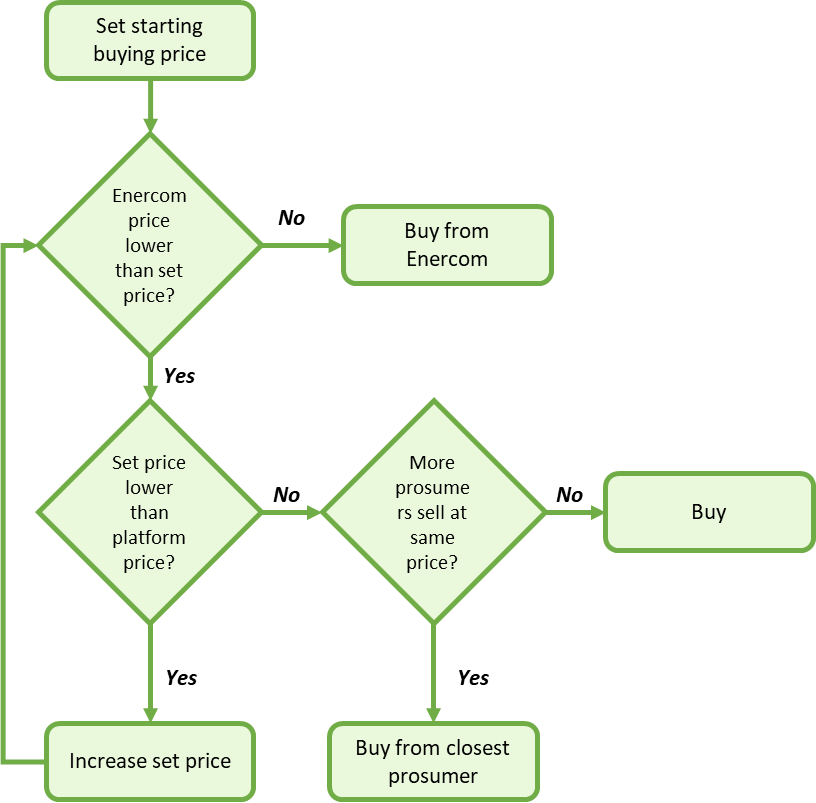 Set starting
buying price
Enercom
price
lower
than set
price?
No
Buy from
Enercom
Yes
Set price
lower
than
platform
price?
No
More
prosume
rs sell at
same
price?
No
Buy
Yes
Yes
Increase set price
Buy from closest
prosumer